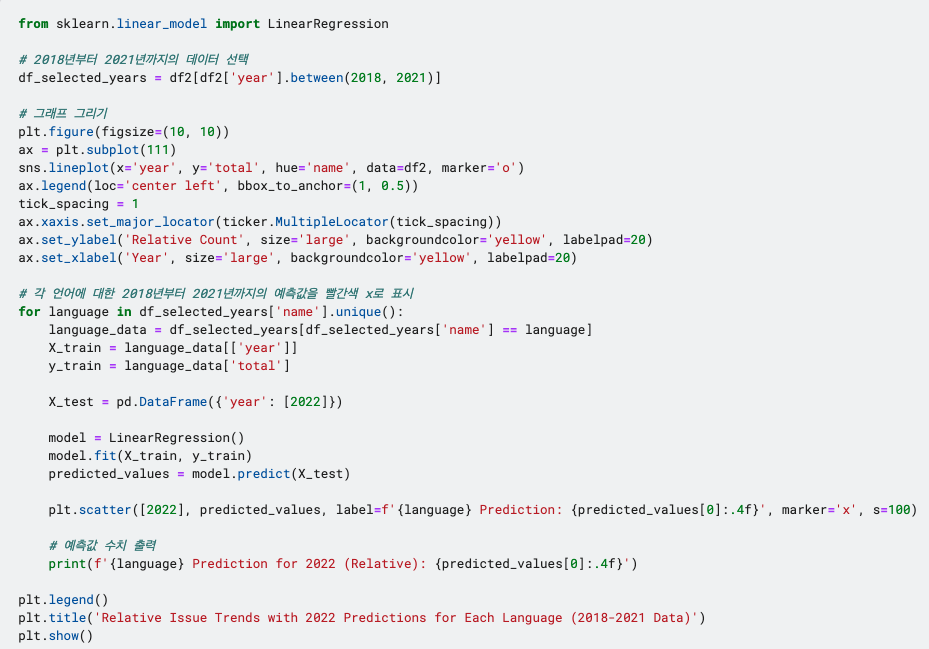 from sklearn.linear_model import LinearRegression
# 2018년부터 2021년까지의 데이터 선택
df_selected_years = df2[df2['year'].between(2018, 2021)]
# 그래프 그리기
plt.figure(figsize=(10, 10))
ax = plt.subplot(111)
sns.lineplot(x='year', y='total', hue='name', data=df2, marker='o')
ax.legend(loc='center left', bbox_to_anchor=(1, 0.5))
tick_spacing = 1
ax.xaxis.set_major_locator(ticker.MultipleLocator(tick_spacing))
ax.set_ylabel('Relative Count', size='large', backgroundcolor='yellow', labelpad=20)
ax.set_xlabel('Year', size='large', backgroundcolor='yellow', labelpad=20)
# 각 언어에 대한 2018년부터 2021년까지의 예측값을 빨간색 x로 표시
for language in df_selected_years['name'].unique():
    language_data = df_selected_years[df_selected_years['name'] == language]
    X_train = language_data[['year']]
    y_train = language_data['total']
    X_test = pd.DataFrame({'year': [2022]})
    model = LinearRegression()
    model.fit(X_train, y_train)
    predicted_values = model.predict(X_test)
    plt.scatter([2022], predicted_values, label=f'{language} Prediction: {predicted_values[0]:.4f}', marker='x', s=100)
    # 예측값 수치 출력
    print(f'{language} Prediction for 2022 (Relative): {predicted_values[0]:.4f}')
plt.legend()
plt.title('Relative Issue Trends with 2022 Predictions for Each Language (2018-2021 Data)')
plt.show()